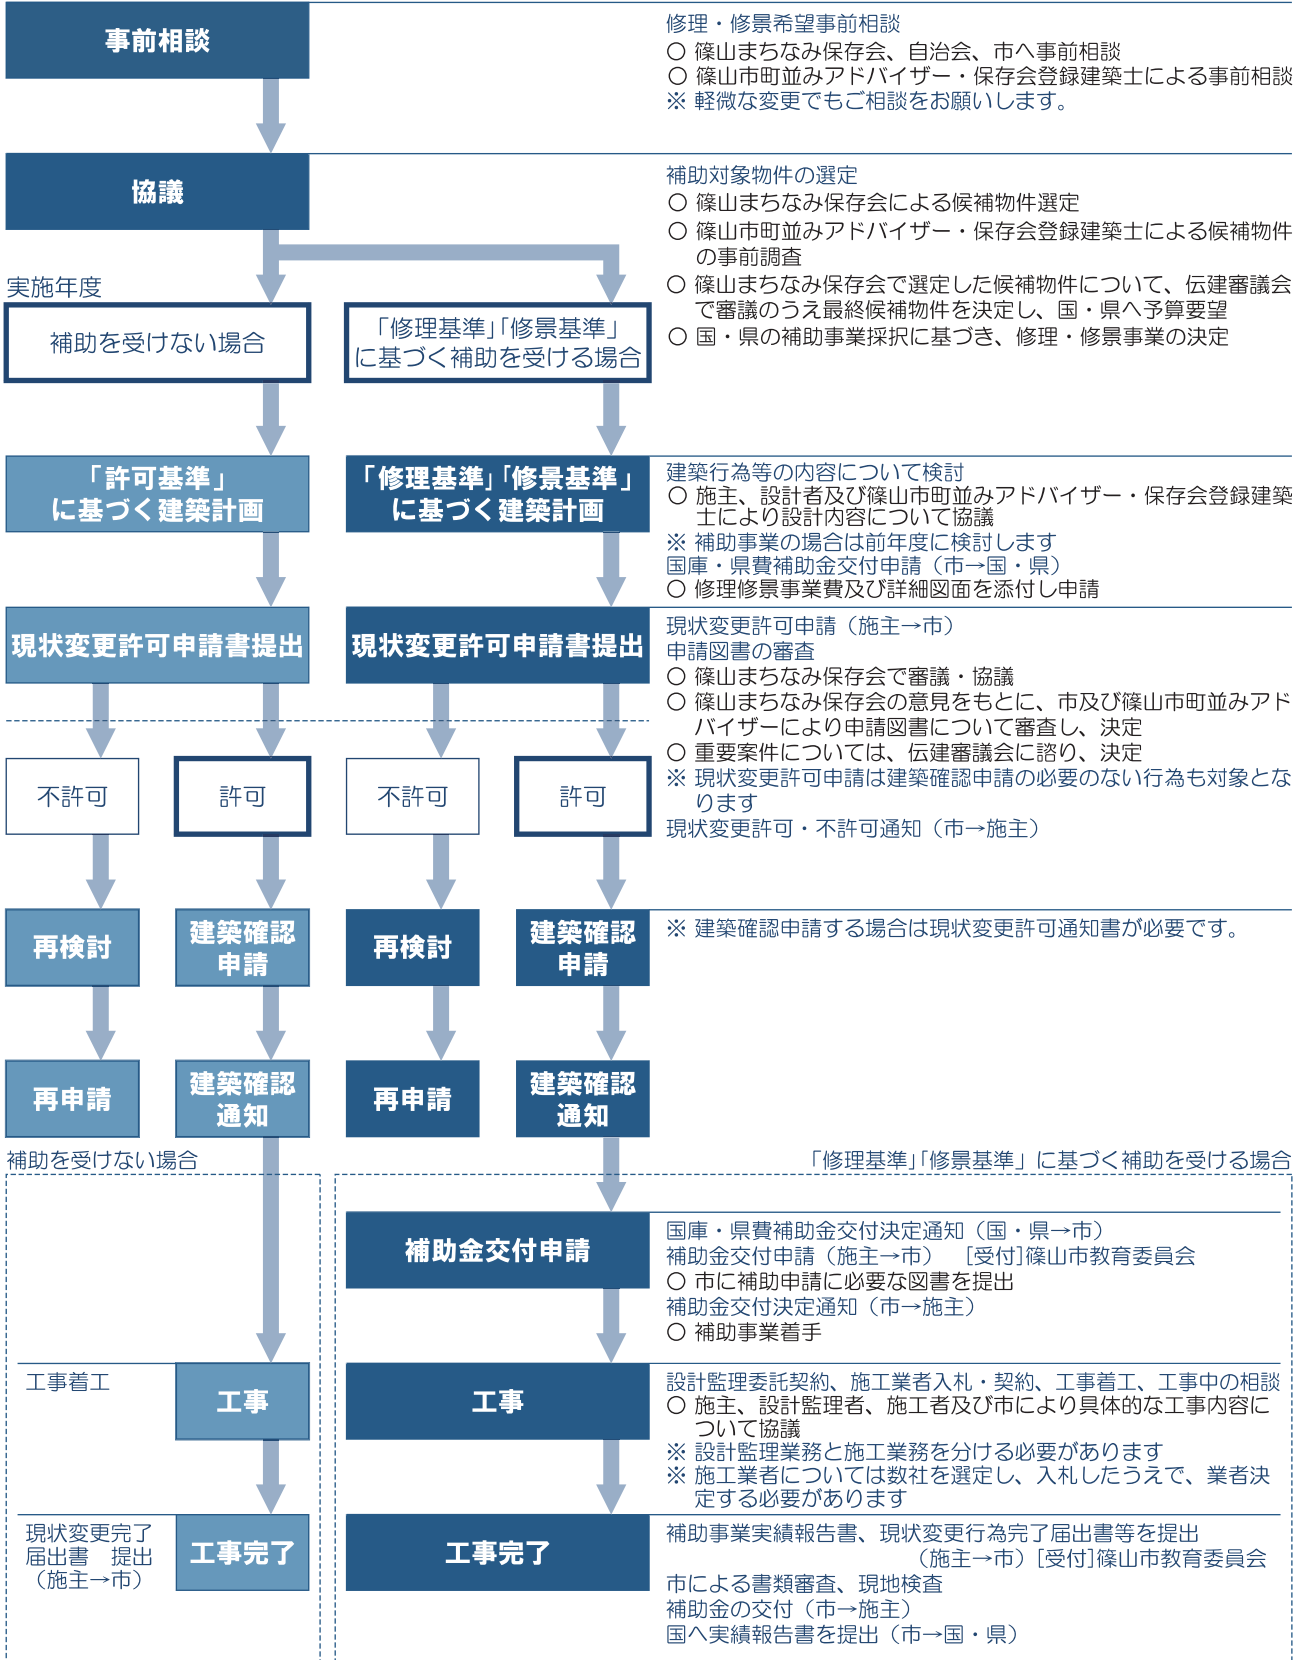 事前相談
修理・修景希望事前相談
○ 篠山まちなみ保存会、自治会、市へ事前相談
○ 篠山市町並みアドバイザー・保存会登録建築士による事前相談
※ 軽微な変更でもご相談をお願いします。
協議
補助対象物件の選定
○ 篠山まちなみ保存会による候補物件選定
○ 篠山市町並みアドバイザー・保存会登録建築士による候補物件
の事前調査
○ 篠山まちなみ保存会で選定した候補物件について、伝建審議会
で審議のうえ最終候補物件を決定し、国・県へ予算要望
○ 国・県の補助事業採択に基づき、修理・修景事業の決定
実施年度
補助を受けない場合
「修理基準」「修景基準」
に基づく補助を受ける場合
「許可基準」
に基づく建築計画
「修理基準」「修景基準」
に基づく建築計画
建築行為等の内容について検討
○ 施主、設計者及び篠山市町並みアドバイザー・保存会登録建築
士により設計内容について協議
※ 補助事業の場合は前年度に検討します
国庫・県費補助金交付申請（市→国・県）
○ 修理修景事業費及び詳細図面を添付し申請
現状変更許可申請書提出
現状変更許可申請書提出
現状変更許可申請（施主→市）
申請図書の審査
○ 篠山まちなみ保存会で審議・協議
○ 篠山まちなみ保存会の意見をもとに、市及び篠山市町並みアド
バイザーにより申請図書について審査し、決定
○ 重要案件については、伝建審議会に諮り、決定
※ 現状変更許可申請は建築確認申請の必要のない行為も対象とな
ります
現状変更許可・不許可通知（市→施主）
不許可
許可
不許可
許可
再検討
建築確認
申請
再検討
建築確認
申請
※ 建築確認申請する場合は現状変更許可通知書が必要です。
再申請
建築確認
通知
再申請
建築確認
通知
補助を受けない場合
「修理基準」「修景基準」に基づく補助を受ける場合
補助金交付申請
国庫・県費補助金交付決定通知（国・県→市）
補助金交付申請（施主→市）　[受付]篠山市教育委員会
○ 市に補助申請に必要な図書を提出
補助金交付決定通知（市→施主）
○ 補助事業着手
工事着工
工事
工事
設計監理委託契約、施工業者入札・契約、工事着工、工事中の相談
○ 施主、設計監理者、施工者及び市により具体的な工事内容に
ついて協議
※ 設計監理業務と施工業務を分ける必要があります
※ 施工業者については数社を選定し、入札したうえで、業者決
定する必要があります
現状変更完了
届出書　提出
（施主→市）
工事完了
工事完了
補助事業実績報告書、現状変更行為完了届出書等を提出
（施主→市）[受付]篠山市教育委員会
市による書類審査、現地検査
補助金の交付（市→施主）
国へ実績報告書を提出（市→国・県）